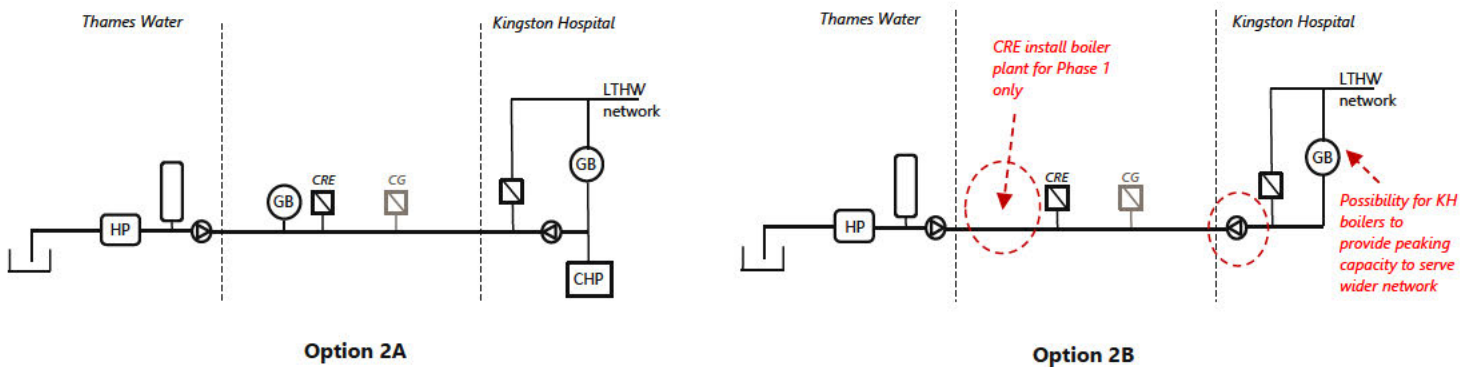 Thames Water
Kingston Hospital
LTHW
network
GB
GB
CRE
CG
HP
CHP
Option 2A
Thames Water
Kingston Hospital
CRE install boiler
plant for Phase 1
only
LTHW
network
GB
CRE
CG
HP
Possibility for KH
boilers to
provide peaking
capacity to serve
wider network
Option 2B